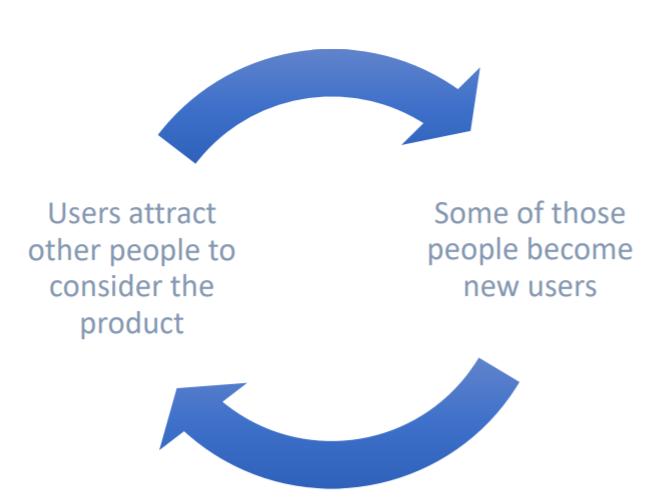 Users attract
other people to
consider the
product
Some of those
people become
new users